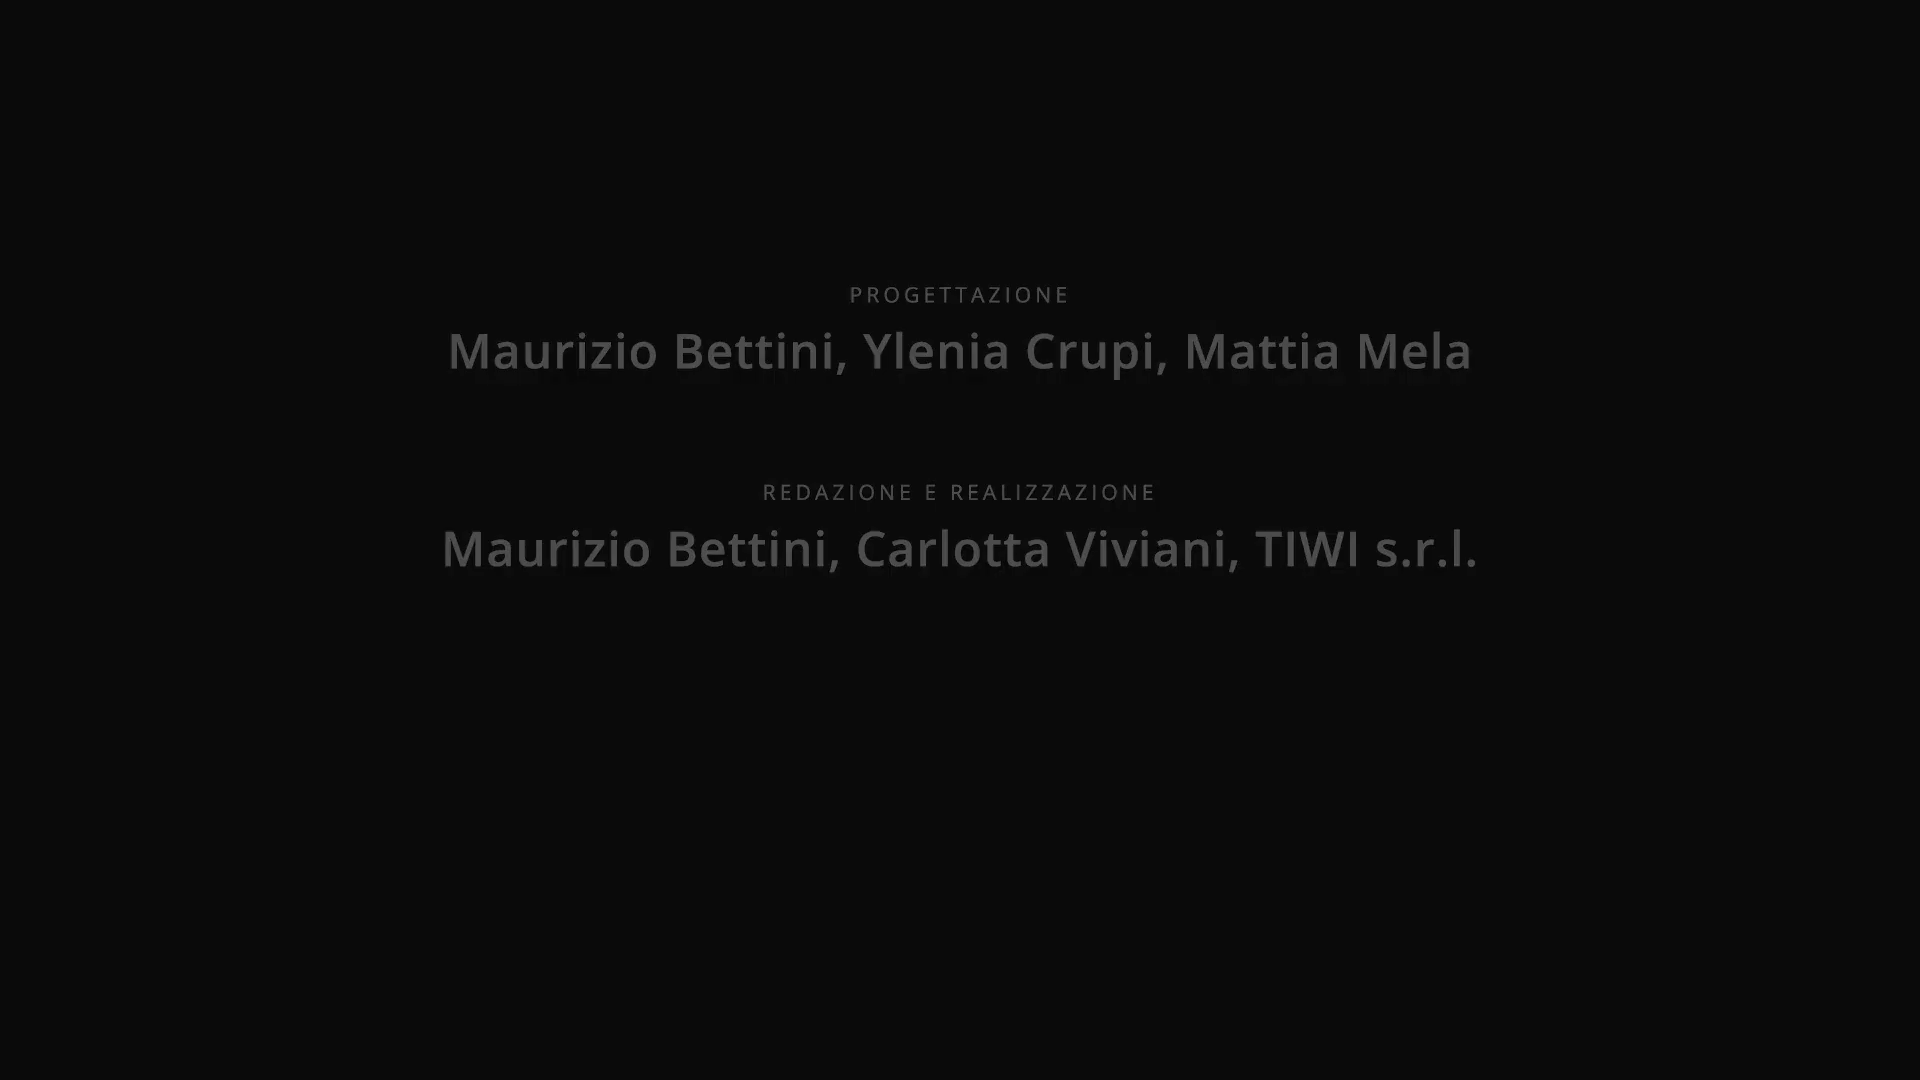 PROGETTAZIONE
Maurizio Bettini, Ylenia Crupi, Mattia Mela
REDAZIONE E REALIZZAZIONE
Maurizio Bettini, Carlotta Viviani, TIWI s.r.l.